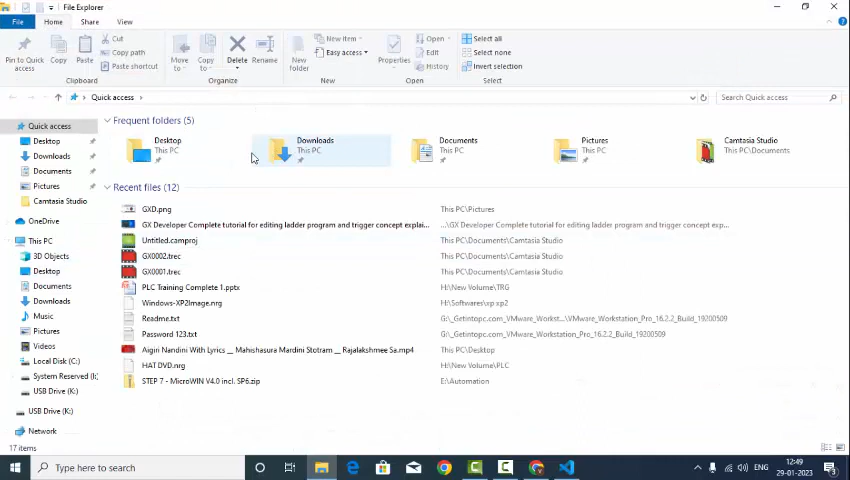 File Explorer
File
Home
Share
View
Pin to Quick access
Copy
Paste
Cut
Copy path
Paste shortcut
Clipboard
Move to
Copy to
Delete
Rename
Organize
New folder
New item
Easy access
New
Properties
Open
Edit
History
Open
Select all
Select none
Invert selection
Select
Quick access
Search Quick access
Quick access
Desktop
Downloads
Documents
Pictures
Camtasia Studio
OneDrive
This PC
3D Objects
Desktop
Documents
Downloads
Music
Pictures
Videos
Local Disk (C:)
System Reserved (I:
USB Drive (K:)
USB Drive (K:)
Network
Frequent folders (5)
Desktop
This PC
Downloads
This PC
Documents
This PC
Pictures
This PC
Camtasia Studio
This PC\Documents
Recent files (12)
GXD.png This PC\Pictures
GX Developer Complete tutorial for editing ladder program and trigger concept explai... ...\GX Developer Complete tutorial for editing ladder program and trigger concept exp...
Untitled.camproj This PC\Documents\Camtasia Studio
GX0002.trec This PC\Documents\Camtasia Studio
GX0001.trec This PC\Documents\Camtasia Studio
PLC Training Complete 1.pptx H:\New Volume\TRG
Windows-XP2Image.nrg H:\Softwares\xp xp2
Readme.txt G:\_Getintopc.com_VMware_Workst...\VMware_Workstation_Pro_16.2.2_Build_19200509
Password 123.txt G:\_Getintopc.com_VMware_Workstation_Pro_16.2.2_Build_19200509
Aigiri Nandini With Lyrics __ Mahishasura Mardini Stotram __ Rajalakshmee Sa.mp4 This PC\Desktop
HAT DVD.nrg H:\New Volume\PLC
STEP 7 - MicroWIN V4.0 incl. SP6.zip E:\Automation
17 items
Type here to search
ENG
12:49
29-01-2023
3